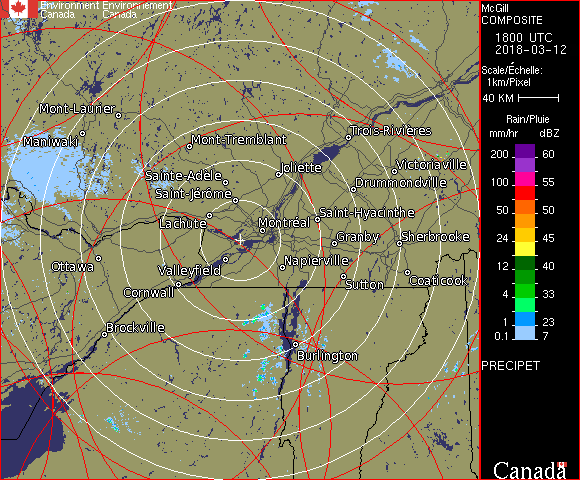 Environment Environnement
Canada Canada
McGill
COMPOSITE
1800 UTC
2018-03-12
Scale/Échelle:
1km/Pixel
40 KM
Rain/Pluie
mm/hr dBZ
200 60
100 55
50 50
24 45
12 40
4 33
1 23
0.1 7
PRECIPET
Canada
Mont-Laurier
Maniwaki
Mont-Tremblant
Trois-Rivières
Sainte-Adèle
Joliette
Victoriaville
Saint-Jérôme
Drummondville
Lachute
Montréal
Saint-Hyacinthe
Granby
Sherbrooke
Ottawa
Valleyfield
Napierville
Cornwall
Sutton
Coaticook
Brockville
Burlington